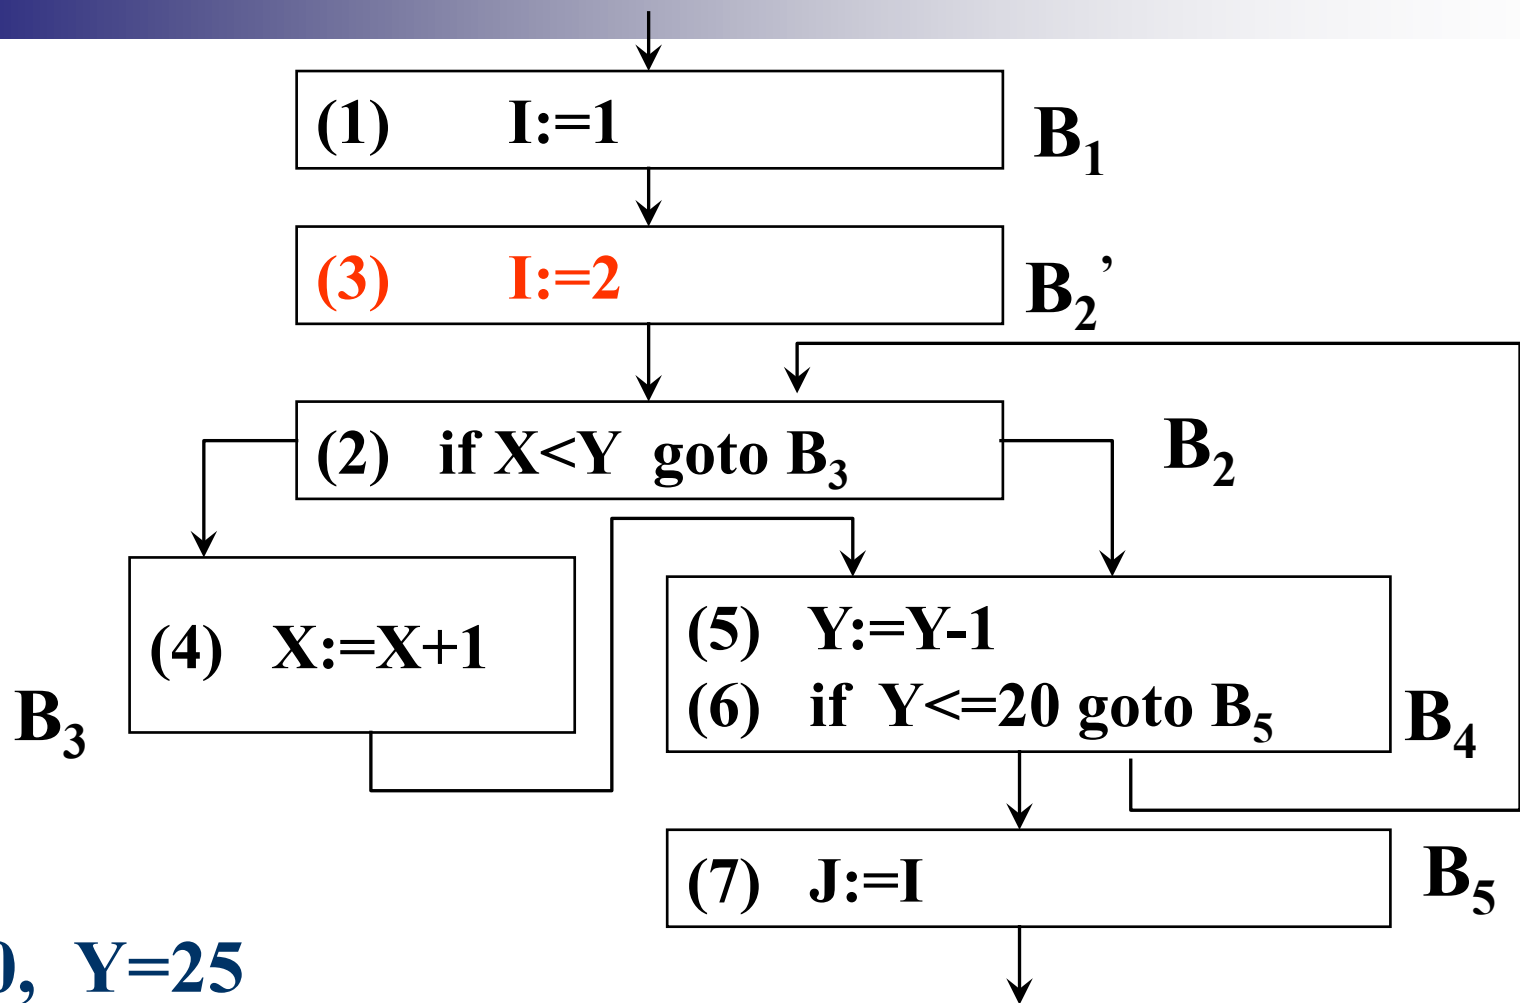 (1) I:=1
B1
(3) I:=2
B2’
(2) if X<Y goto B3
B2
(4) X:=X+1
B3
(5) Y:=Y-1
(6) if Y<=20 goto B5
B4
(7) J:=I
B5
, Y=25